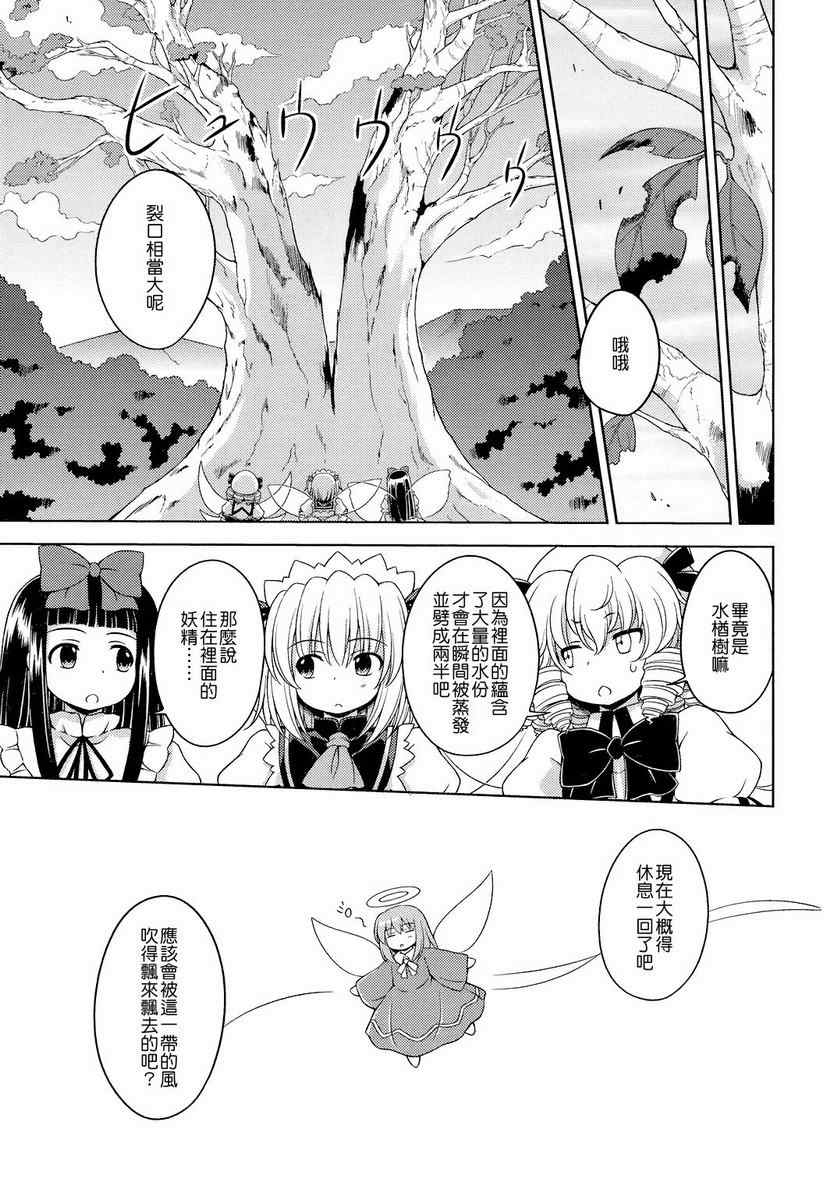 哦哦
ヒュウウウゥゥ
裂口相當大呢
畢竟是
水楢樹嘛
因為裡面的蘊含
了大量的水份
才會在瞬間被蒸發
並劈成兩半吧
那麼說
住在裡面的
妖精……
現在大概得
休息一回了吧
應該會被這一帶的風
吹得飄來飄去的吧？